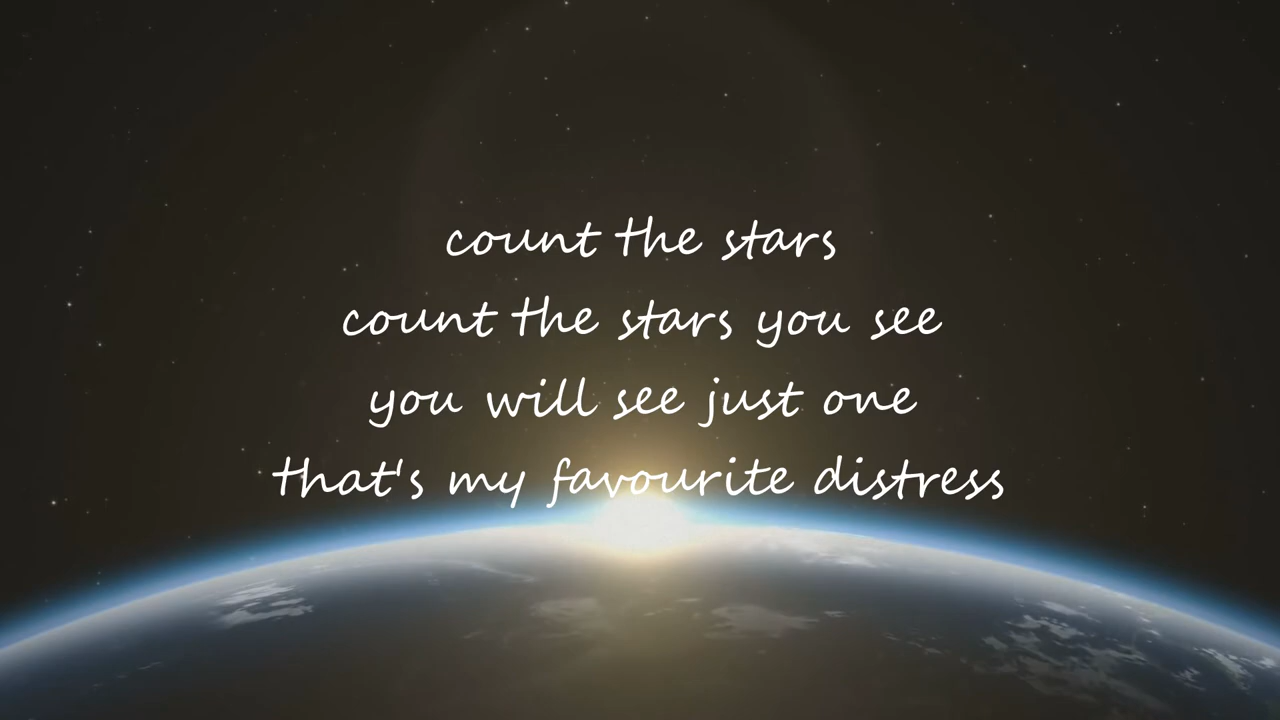 count the stars
count the stars you see
you will see just one
that's my favourite distress